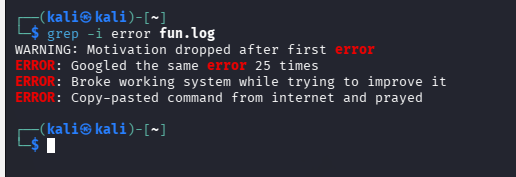 ┌──(kali㉿kali)-[~]
└─$ grep -i error fun.log
WARNING: Motivation dropped after first error
ERROR: Googled the same error 25 times
ERROR: Broke working system while trying to improve it
ERROR: Copy-pasted command from internet and prayed
┌──(kali㉿kali)-[~]
└─$